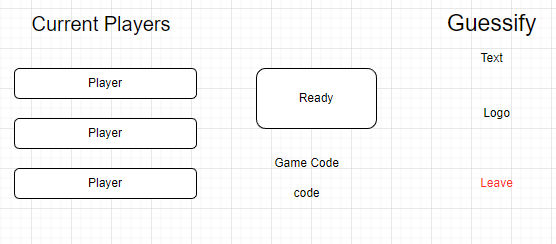 Current Players
Player
Player
Player
Ready
Game Code
code
Guessify
Text
Logo
Leave